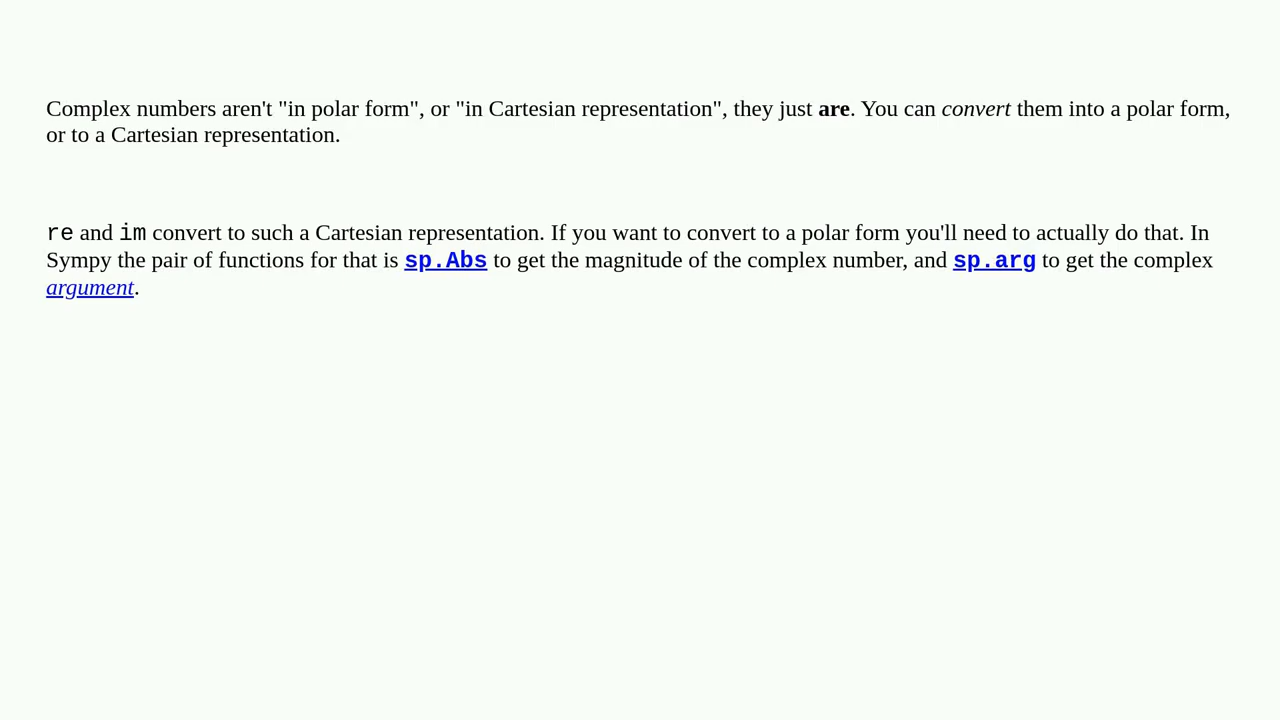 Complex numbers aren't "in polar form", or "in Cartesian representation", they just are. You can convert them into a polar form,
or to a Cartesian representation.
re and im convert to such a Cartesian representation. If you want to convert to a polar form you'll need to actually do that. In
Sympy the pair of functions for that is sp.Abs to get the magnitude of the complex number, and sp.arg to get the complex
argument.